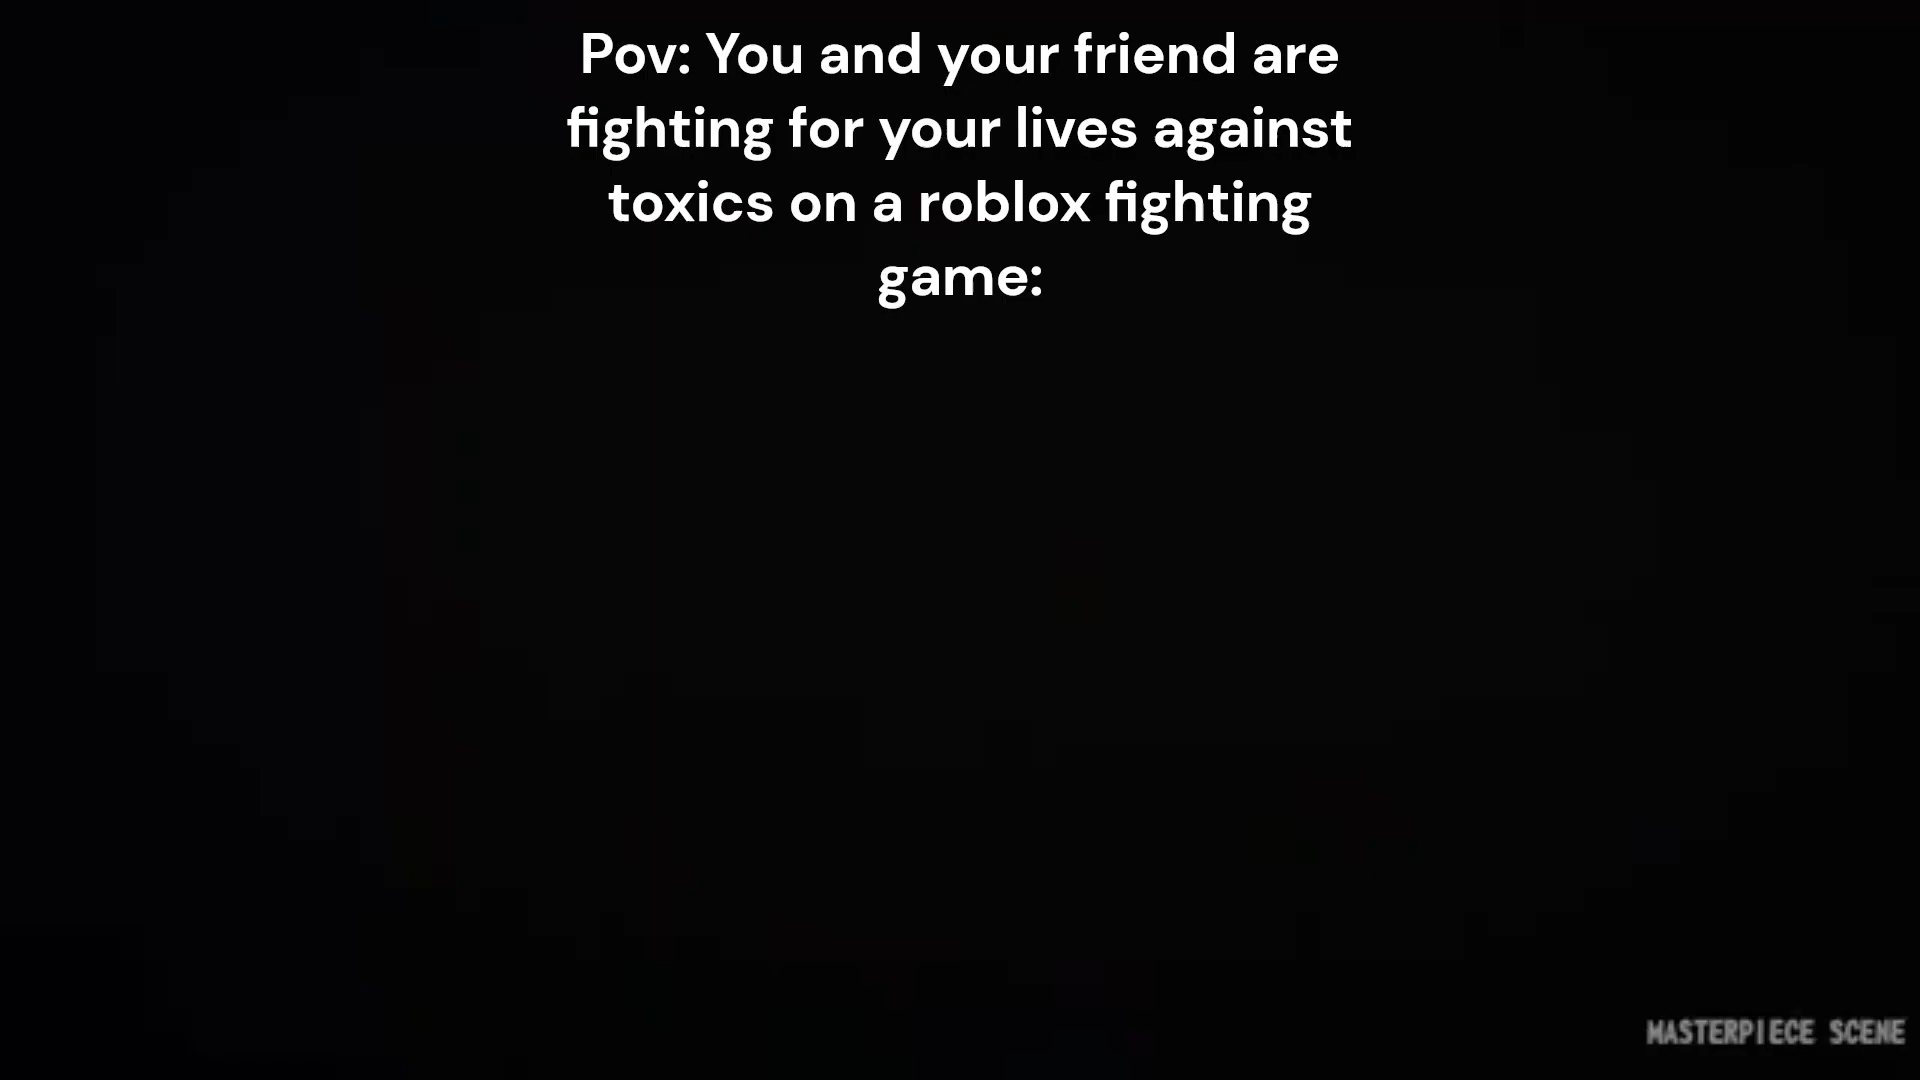 Pov: You and your friend are
fighting for your lives against
toxics on a roblox fighting
game:
MASTERPIECE SCENE